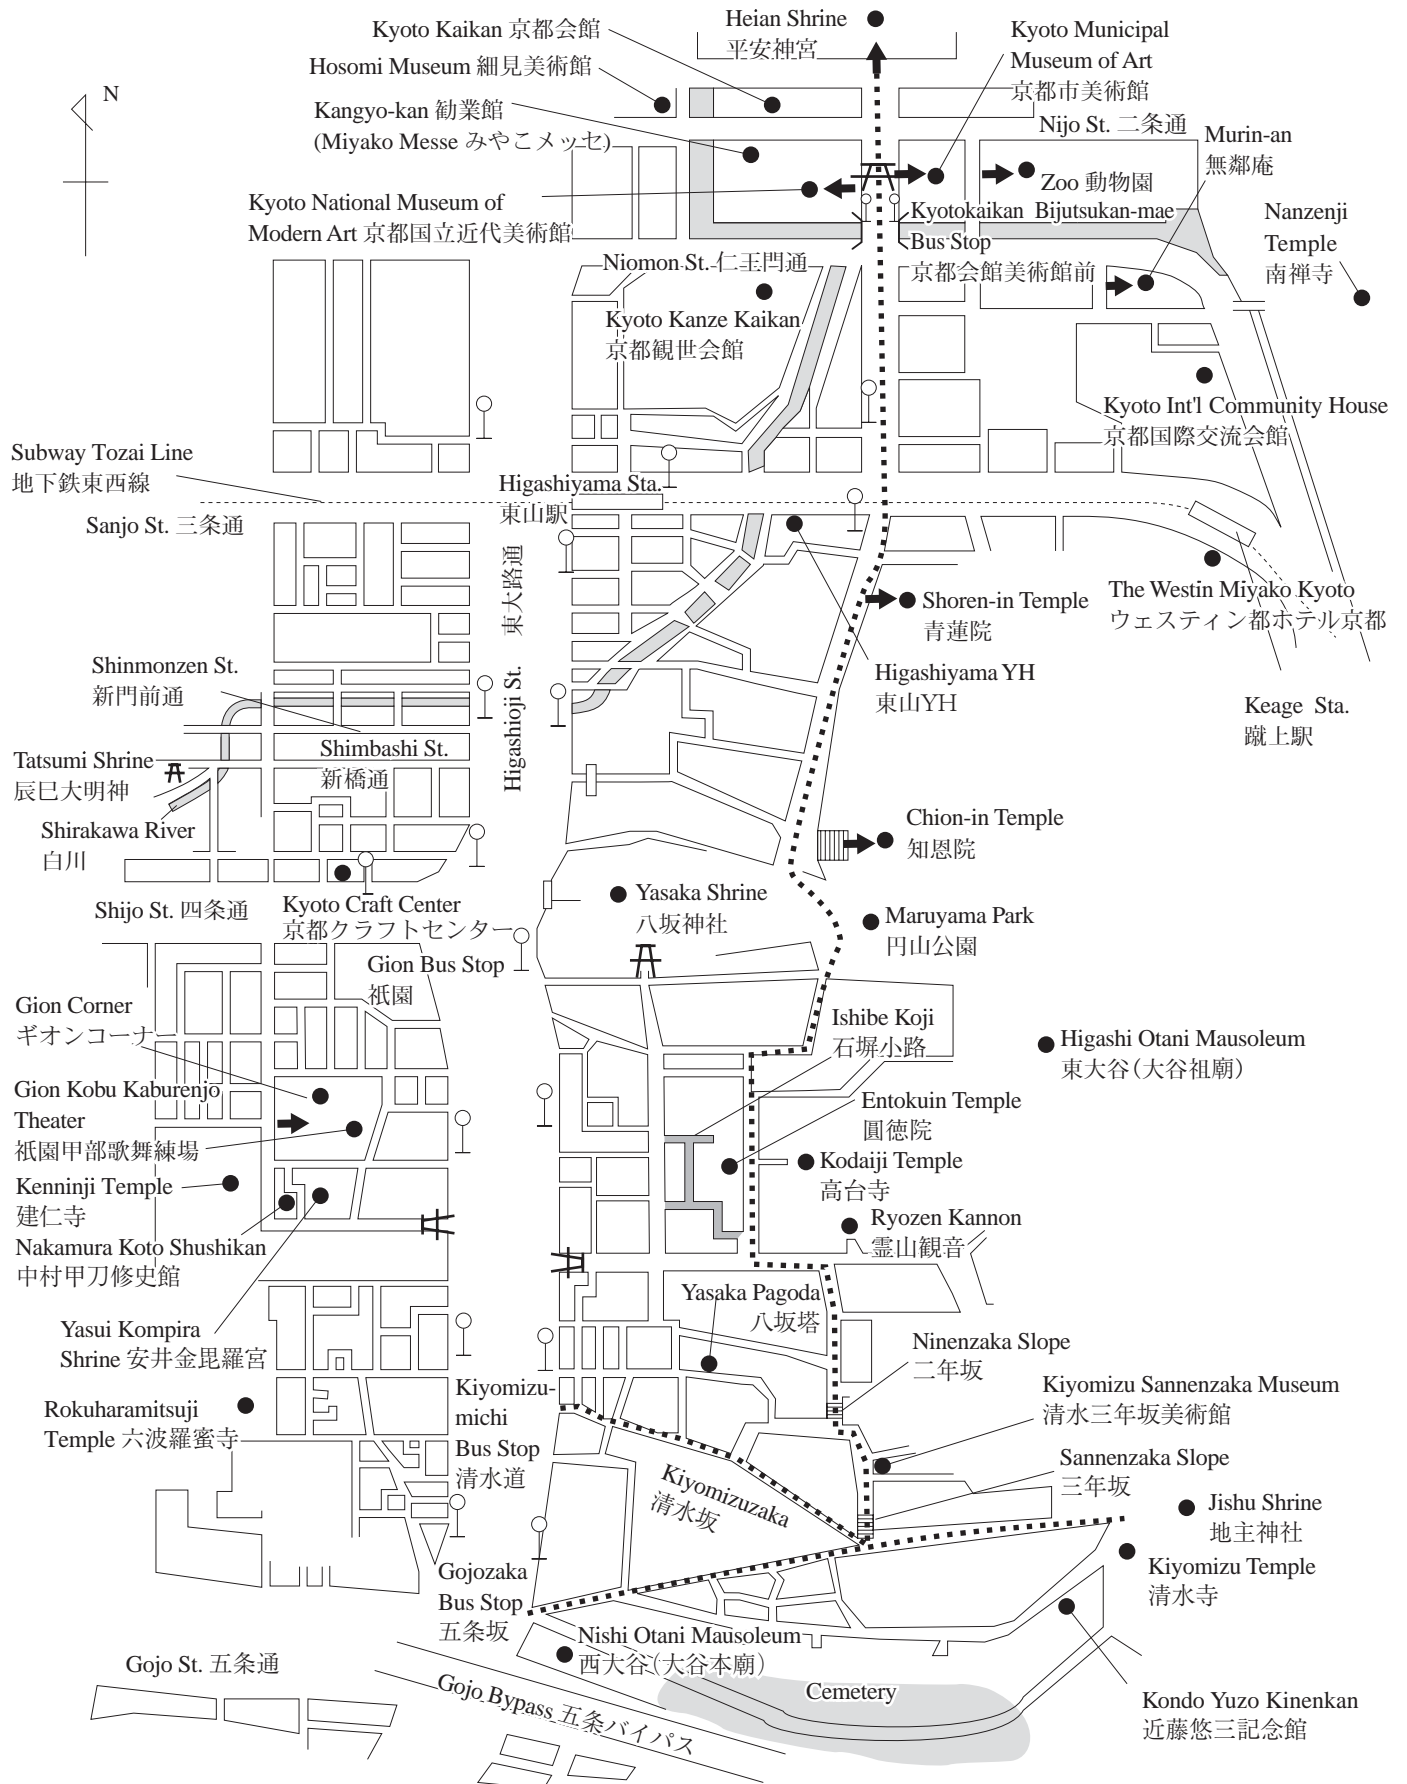 Heian Shrine
平安神宮
Kyoto Kaikan 京都会館
Hosomi Museum 細見美術館
Kangyo-kan 勧業館
(Miyako Messe みやこメッセ)
Kyoto National Museum of
Modern Art 京都国立近代美術館
Kyoto Municipal
Museum of Art
京都市美術館
Nijo St. 二条通
Murin-an
無鄰庵
Zoo 動物園
N
Kyotokaikan Bijutsukan-mae
Bus Stop
京都会館美術館前
Nanzenji
Temple
南禅寺
Niomon St. 仁王門通
Kyoto Kanze Kaikan
京都観世会館
Kyoto Int'l Community House
京都国際交流会館
Subway Tozai Line
地下鉄東西線
Higashiyama Sta.
東山駅
Sanjo St. 三条通
Higashioji St. 東大路通
The Westin Miyako Kyoto
ウェスティン都ホテル京都
Shoren-in Temple
青蓮院
Higashiyama YH
東山YH
Keage Sta.
蹴上駅
Shinmonzen St.
新門前通
Shimbashi St.
新橋通
Tatsumi Shrine
辰巳大明神
Shirakawa River
白川
Chion-in Temple
知恩院
Shijo St. 四条通
Kyoto Craft Center
京都クラフトセンター
Yasaka Shrine
八坂神社
Maruyama Park
円山公園
Gion Bus Stop
祇園
Gion Corner
ギオンコーナー
Ishibe Koji
石塀小路
Higashi Otani Mausoleum
東大谷(大谷祖廟)
Gion Kobu Kaburenjo
Theater
祇園甲部歌舞練場
Entokuin Temple
圓徳院
Kodaiji Temple
高台寺
Kenninji Temple
建仁寺
Ryozen Kannon
霊山観音
Nakamura Koto Shushikan
中村甲刀修史館
Yasaka Pagoda
八坂塔
Yasui Kompira
Shrine 安井金毘羅宮
Ninenzaka Slope
二年坂
Kiyomizu-
michi
Bus Stop
清水道
Kiyomizu Sannenzaka Museum
清水三年坂美術館
Rokuharamitsuji
Temple 六波羅蜜寺
Sannenzaka Slope
三年坂
Kiyomizuzaka
清水坂
Jishu Shrine
地主神社
Kiyomizu Temple
清水寺
Gojozaka
Bus Stop
五条坂
Nishi Otani Mausoleum
西大谷(大谷本廟)
Gojo St. 五条通
Gojo Bypass 五条バイパス
Cemetery
Kondo Yuzo Kinenkan
近藤悠三記念館